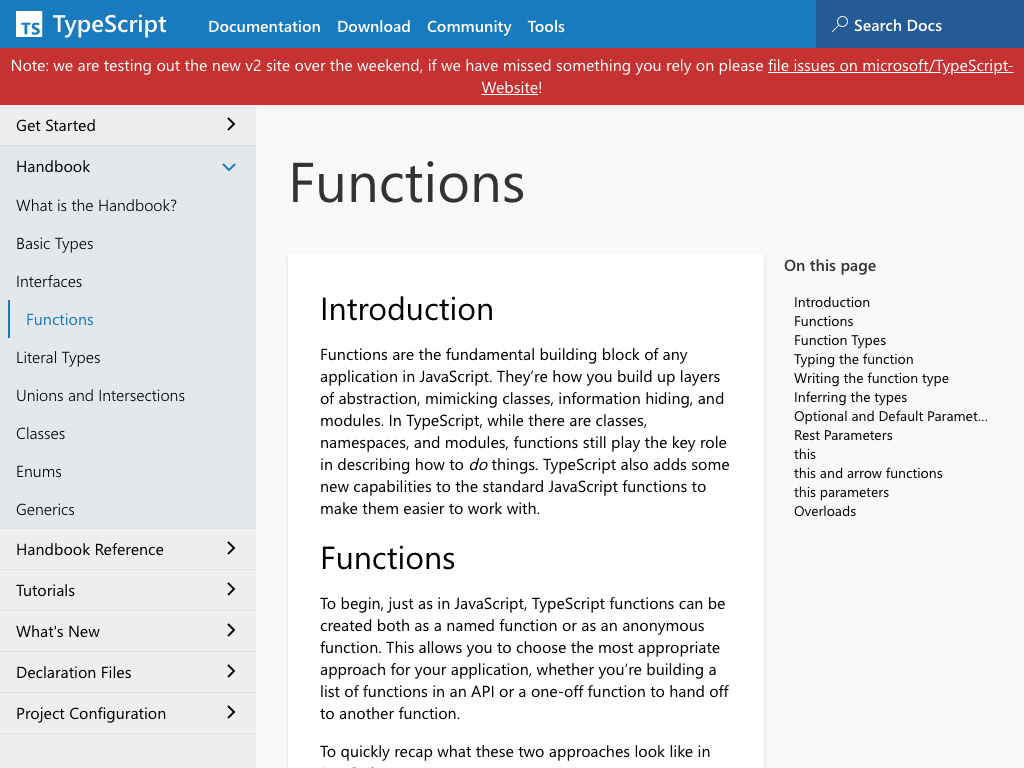 TS TypeScript
Documentation Download Community Tools
Search Docs
Note: we are testing out the new v2 site over the weekend, if we have missed something you rely on please file issues on microsoft/TypeScript-
Website!
Get Started
Handbook
What is the Handbook?
Basic Types
Interfaces
Functions
Literal Types
Unions and Intersections
Classes
Enums
Generics
Handbook Reference
Tutorials
What's New
Declaration Files
Project Configuration
Functions
Introduction
Functions are the fundamental building block of any
application in JavaScript. They’re how you build up layers
of abstraction, mimicking classes, information hiding, and
modules. In TypeScript, while there are classes,
namespaces, and modules, functions still play the key role
in describing how to do things. TypeScript also adds some
new capabilities to the standard JavaScript functions to
make them easier to work with.
Functions
To begin, just as in JavaScript, TypeScript functions can be
created both as a named function or as an anonymous
function. This allows you to choose the most appropriate
approach for your application, whether you’re building a
list of functions in an API or a one-off function to hand off
to another function.
To quickly recap what these two approaches look like in
On this page
Introduction
Functions
Function Types
Typing the function
Writing the function type
Inferring the types
Optional and Default Paramet...
Rest Parameters
this
this and arrow functions
this parameters
Overloads